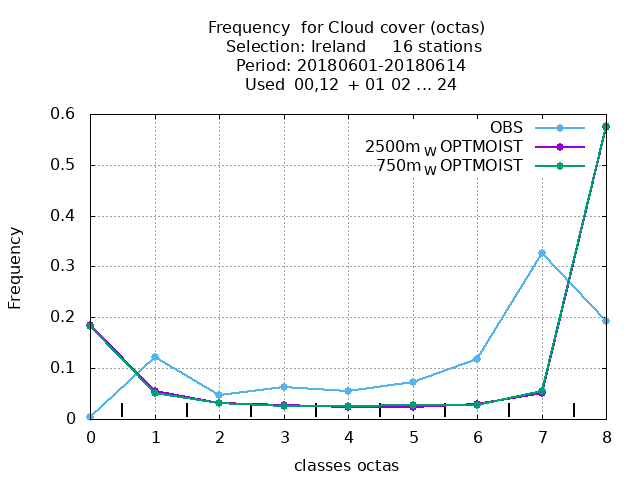 Frequency  for Cloud cover (octas)
Selection: Ireland     16 stations
Period: 20180601-20180614
Used  00,12  + 01 02 ... 24
OBS
2500m_W OPTMOIST
750m_W OPTMOIST
Frequency
0.6
0.5
0.4
0.3
0.2
0.1
0
0 1 2 3 4 5 6 7 8
classes octas